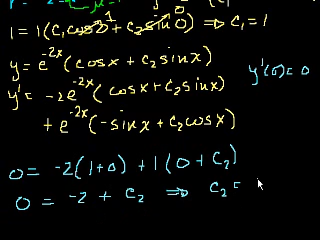 1 = 1(c₁cos0 + c₂sin0) ⇒ c₁ = 1
y = e^{-2x}(cosx + c₂sinx)
y'(0) = 0
y' = -2e^{-2x}(cosx + c₂sinx)
+ e^{-2x}(-sinx + c₂cosx)
0 = -2(1+0) + 1(0 + c₂)
0 = -2 + c₂ ⇒ c₂ =